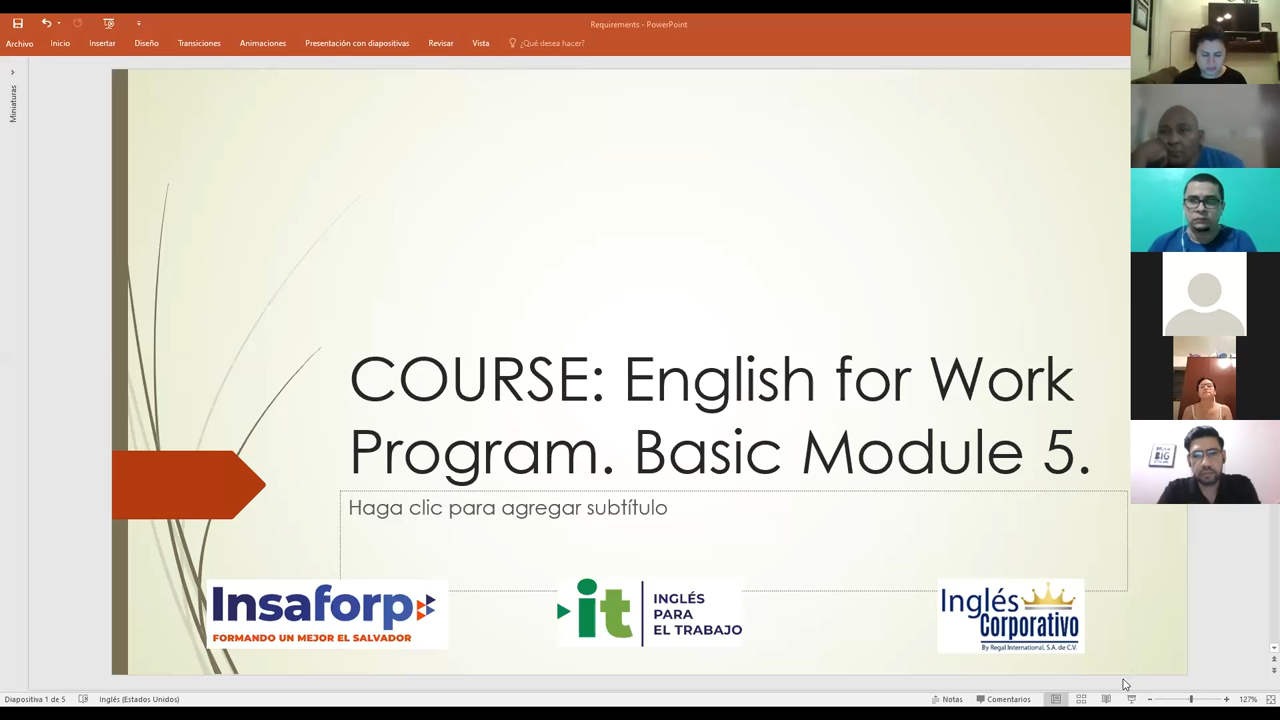 Requirements - PowerPoint
Archivo Inicio Insertar Diseño Transiciones Animaciones Presentación con diapositivas Revisar Vista ¿Qué desea hacer?
Miniaturas
COURSE: English for Work
Program. Basic Module 5.
Haga clic para agregar subtítulo
Insaforp
FORMANDO UN MEJOR EL SALVADOR
it
INGLÉS
PARA
EL TRABAJO
Inglés
Corporativo
By Regal International, S.A. de C.V.
BIG
Diapositiva 1 de 5 Inglés (Estados Unidos) Notas Comentarios 127%